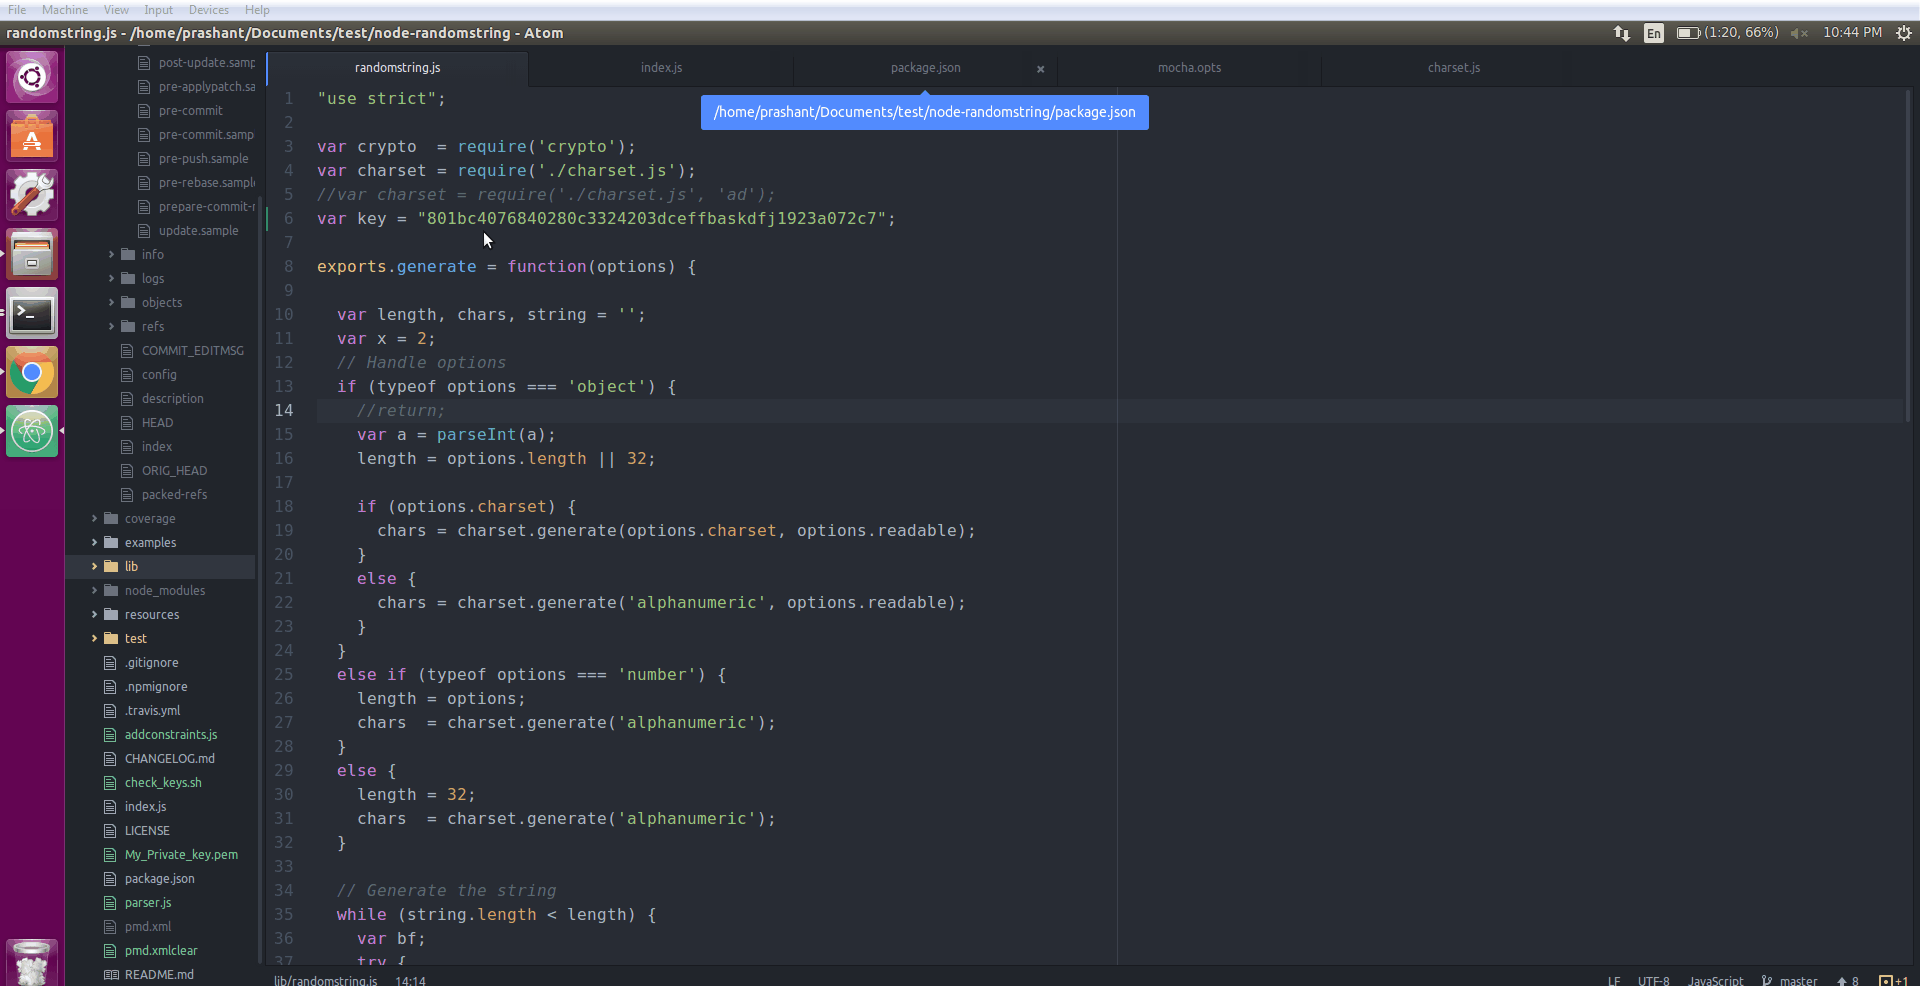 File Machine View Input Devices Help
randomstring.js - /home/prashant/Documents/test/node-randomstring - Atom
En (1:20, 66%) 10:44 PM
post-update.samp
pre-applypatch.sa
pre-commit
pre-commit.samp
pre-push.sample
pre-rebase.sampl
prepare-commit-
update.sample
info
logs
objects
refs
COMMIT_EDITMSG
config
description
HEAD
index
ORIG_HEAD
packed-refs
coverage
examples
lib
node_modules
resources
test
.gitignore
.npmignore
.travis.yml
addconstraints.js
CHANGELOG.md
check_keys.sh
index.js
LICENSE
My_Private_key.pem
package.json
parser.js
pmd.xml
pmd.xmlclear
README.md
randomstring.js index.js package.json × mocha.opts charset.js
/home/prashant/Documents/test/node-randomstring/package.json
1 "use strict";
2
3 var crypto  = require('crypto');
4 var charset = require('./charset.js');
5 //var charset = require('./charset.js', 'ad');
6 var key = "801bc4076840280c3324203dceffbaskdfj1923a072c7";
7
8 exports.generate = function(options) {
9
10   var length, chars, string = '';
11   var x = 2;
12   // Handle options
13   if (typeof options === 'object') {
14     //return;
15     var a = parseInt(a);
16     length = options.length || 32;
17
18     if (options.charset) {
19       chars = charset.generate(options.charset, options.readable);
20     }
21     else {
22       chars = charset.generate('alphanumeric', options.readable);
23     }
24   }
25   else if (typeof options === 'number') {
26     length = options;
27     chars  = charset.generate('alphanumeric');
28   }
29   else {
30     length = 32;
31     chars  = charset.generate('alphanumeric');
32   }
33
34   // Generate the string
35   while (string.length < length) {
36     var bf;
37     try {
lib/randomstring.js 14:14 LF UTF-8 JavaScript master 8 +1